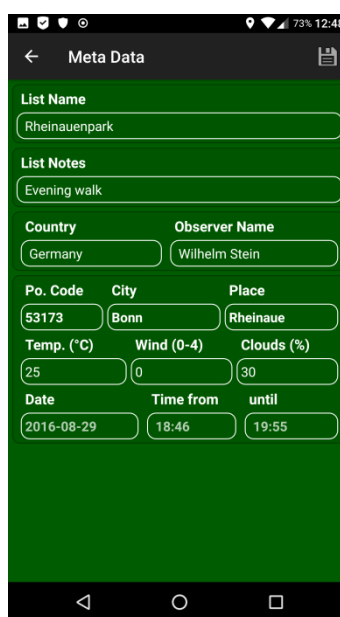 73% 12:48
Meta Data
List Name
Rheinauenpark
List Notes
Evening walk
Country Observer Name
Germany Wilhelm Stein
Po. Code City Place
53173 Bonn Rheinaue
Temp. (°C) Wind (0-4) Clouds (%)
25 0 30
Date Time from until
2016-08-29 18:46 19:55